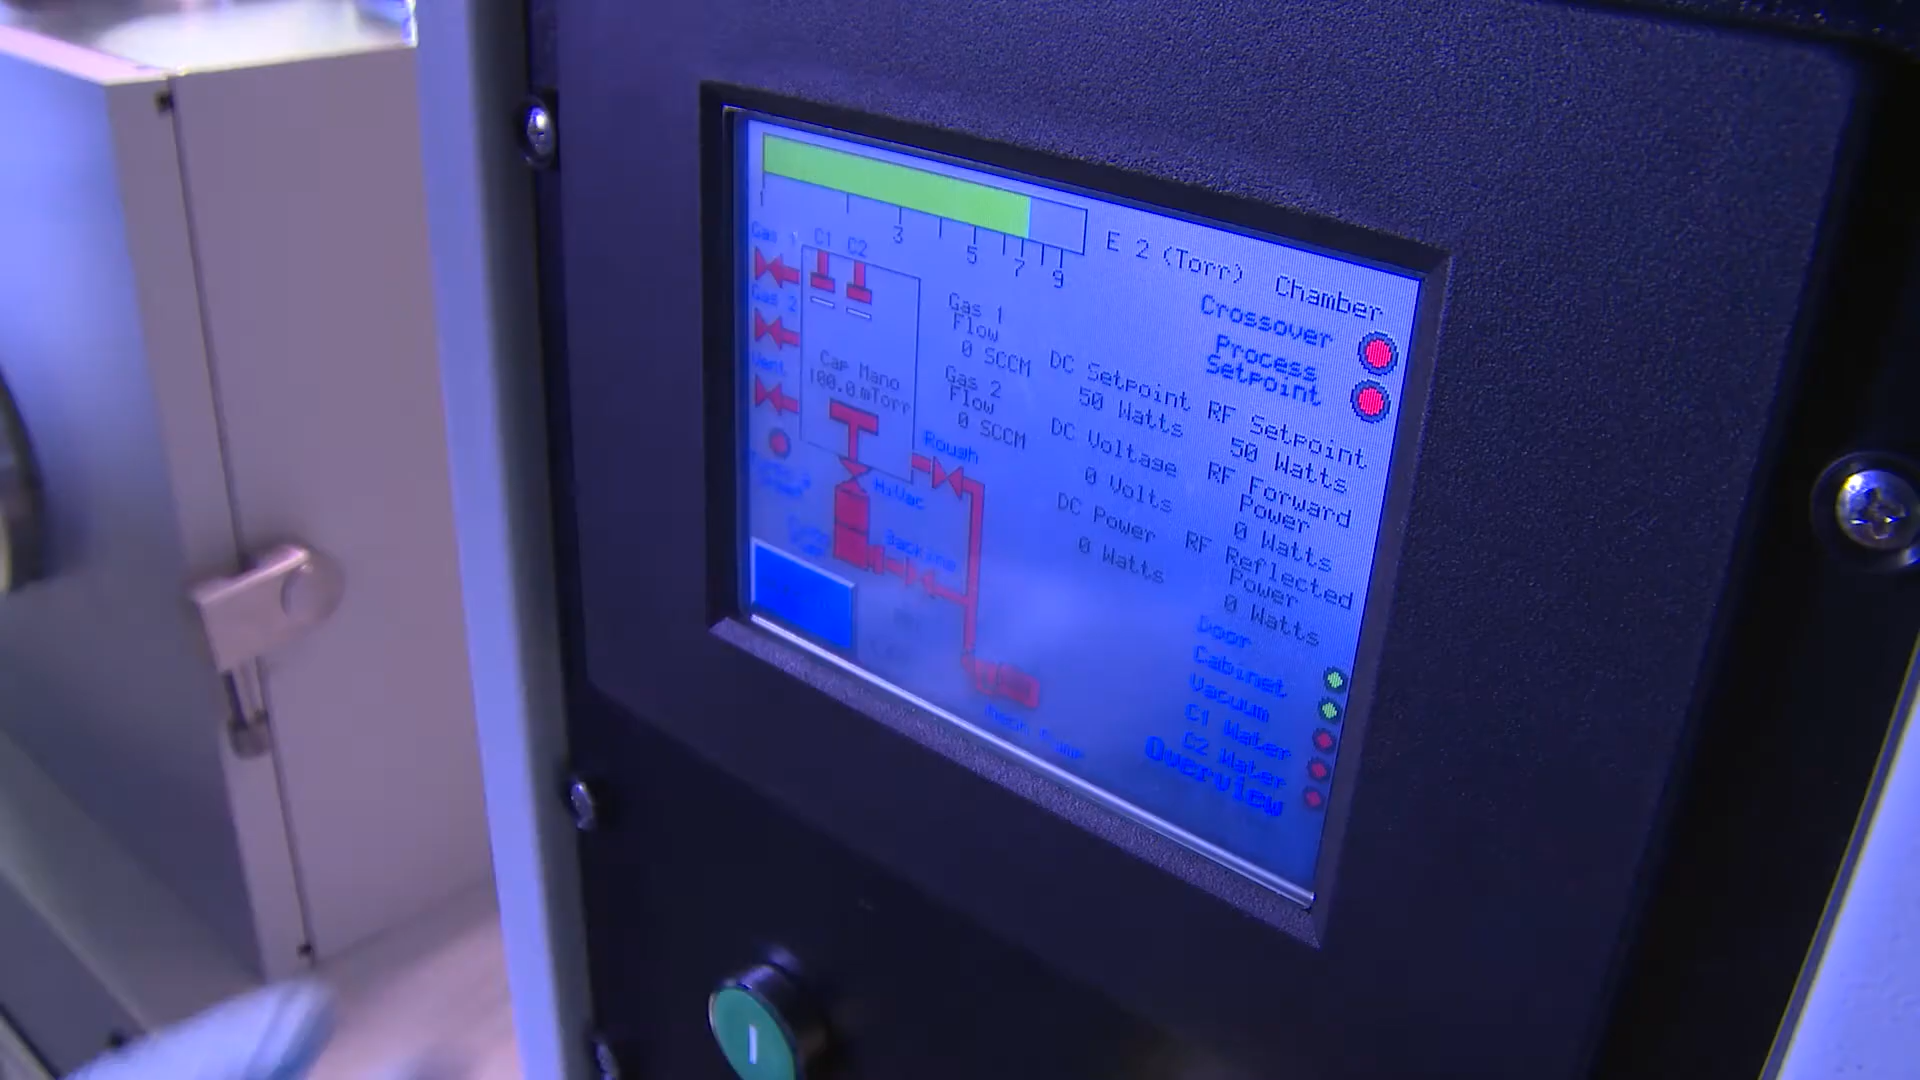 1 3 5 7 9 E 2 (Torr) Chamber
Gas 1 C1 C2
Gas 2
Vent
Cap Mano
100.0 mTorr
HiVac
Rough
Backing
Gas 1
Flow
0 SCCM
Gas 2
Flow
0 SCCM
DC Setpoint
50 Watts
DC Voltage
0 Volts
DC Power
0 Watts
Crossover
Process
Setpoint
RF Setpoint
50 Watts
RF Forward
Power
0 Watts
RF Reflected
Power
0 Watts
Door
Cabinet
Vacuum
C1 Water
C2 Water
Overview